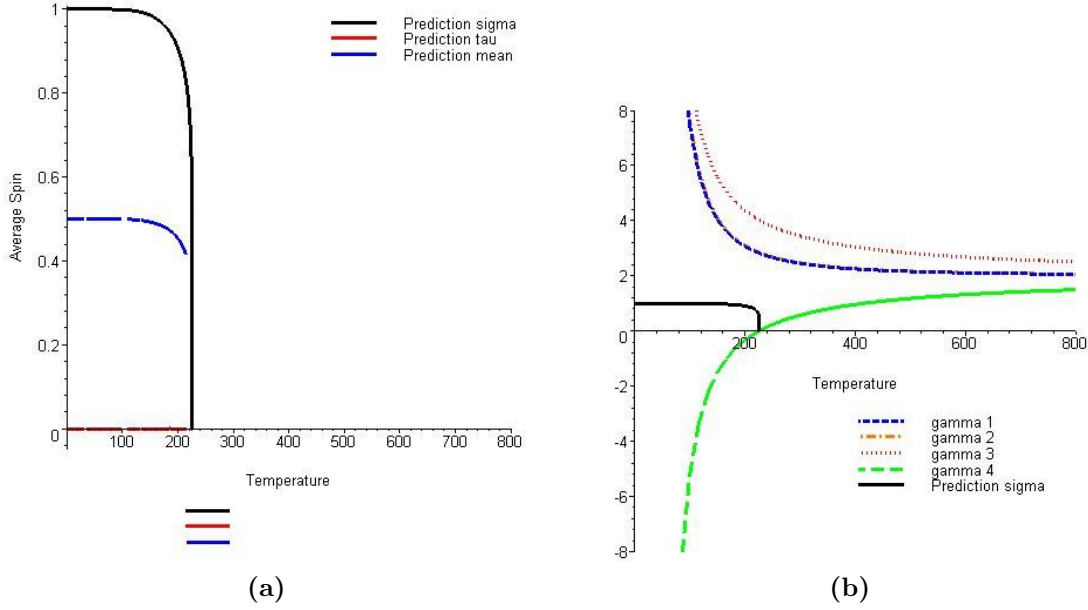 1
0.8
0.6
0.4
0.2
0
Average Spin
100 200 300 400 500 600 700 800
Temperature
Prediction sigma
Prediction tau
Prediction mean
(a)
8
6
4
2
0
-2
-4
-6
-8
200 400 600 800
Temperature
gamma 1
gamma 2
gamma 3
gamma 4
Prediction sigma
(b)